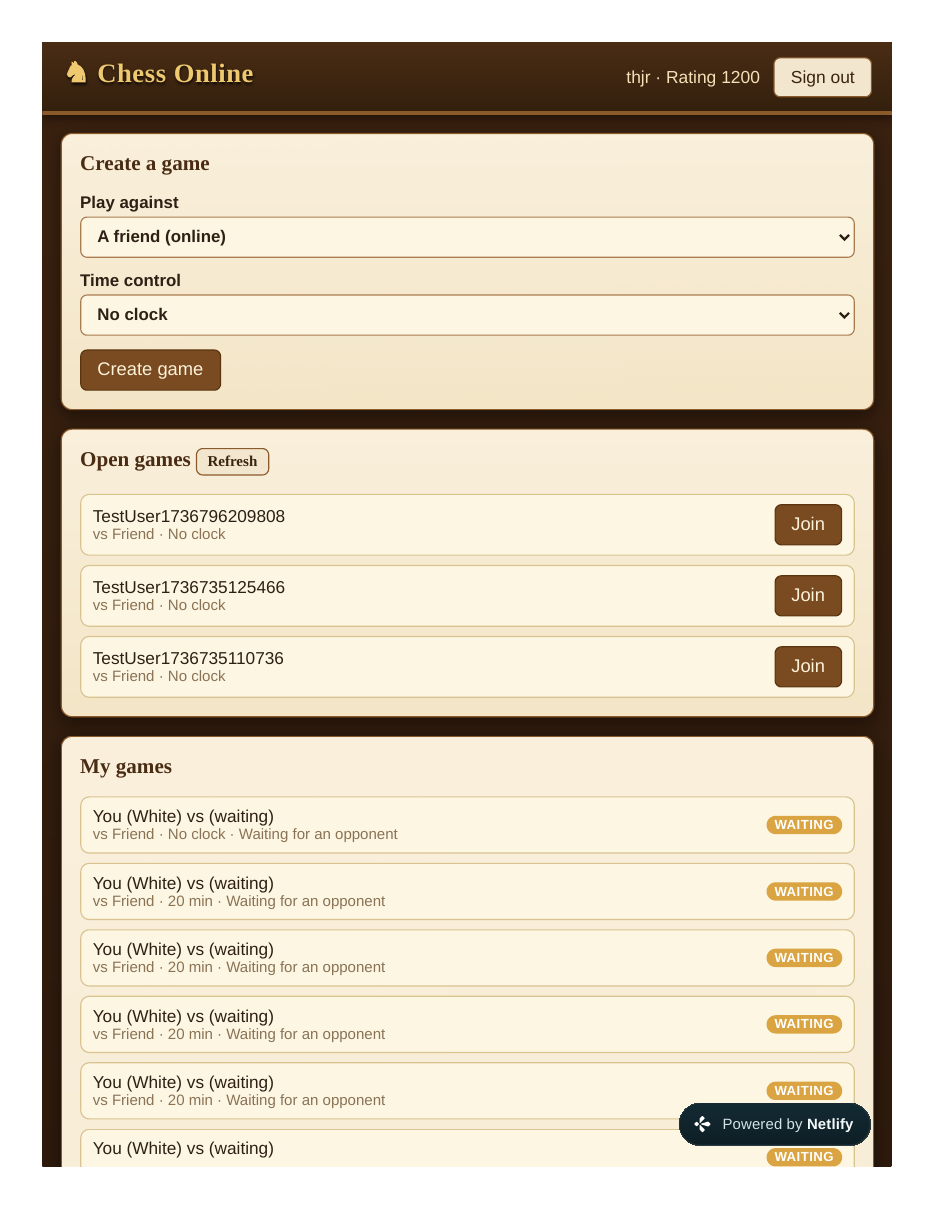 ♞ Chess Online
thjr · Rating 1200
Sign out
Create a game
Play against
A friend (online)
Time control
No clock
Create game
Open games
Refresh
TestUser1736796209808
vs Friend · No clock
Join
TestUser1736735125466
vs Friend · No clock
Join
TestUser1736735110736
vs Friend · No clock
Join
My games
You (White) vs (waiting)
vs Friend · No clock · Waiting for an opponent
WAITING
You (White) vs (waiting)
vs Friend · 20 min · Waiting for an opponent
WAITING
You (White) vs (waiting)
vs Friend · 20 min · Waiting for an opponent
WAITING
You (White) vs (waiting)
vs Friend · 20 min · Waiting for an opponent
WAITING
You (White) vs (waiting)
vs Friend · 20 min · Waiting for an opponent
WAITING
Powered by Netlify
You (White) vs (waiting)
WAITING